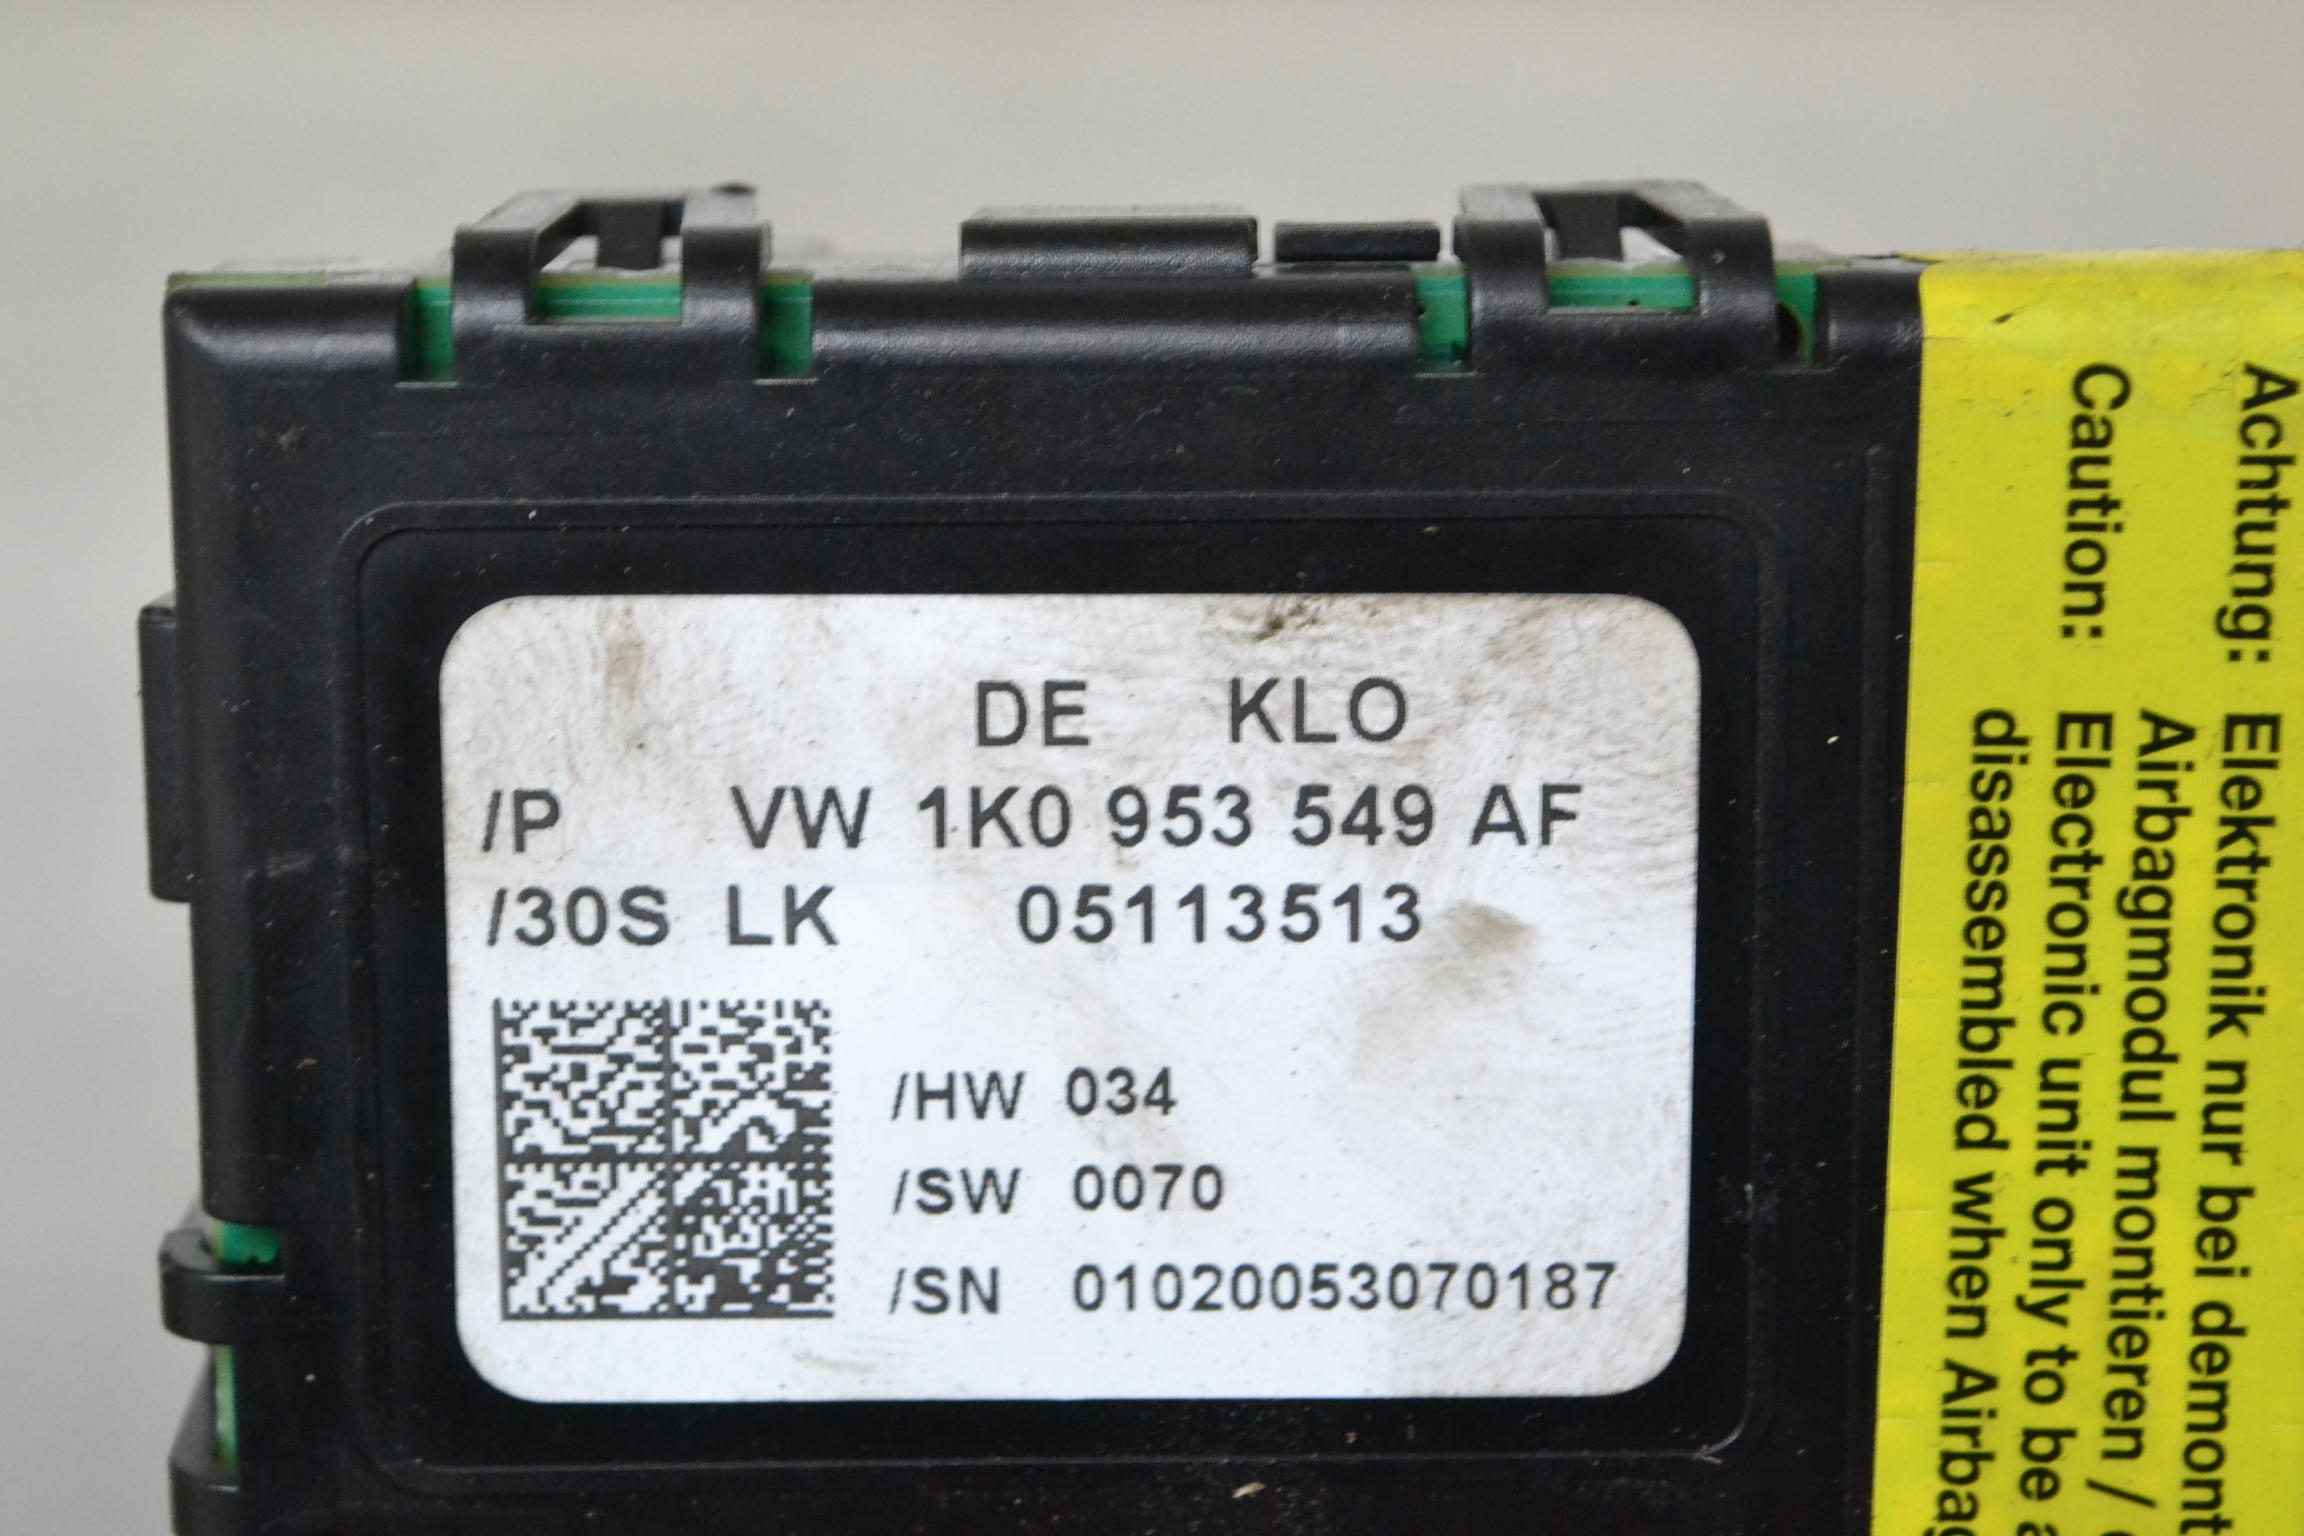 DE KLO
/P VW 1K0 953 549 AF
/30S LK 05113513
/HW 034
/SW 0070
/SN 01020053070187
Achtung: Elektronik nur bei demont
Airbagmodul montieren /
Caution: Electronic unit only to be
disassembled when Airbag